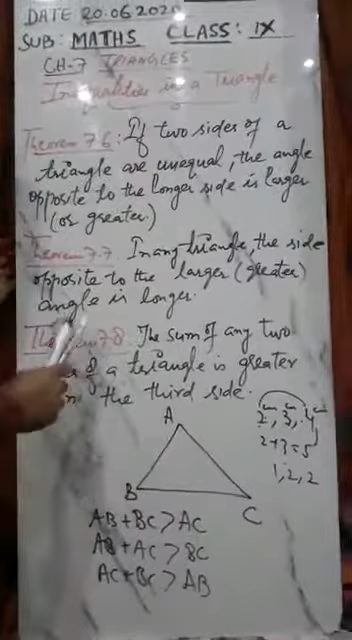 DATE 20.06.2020
SUB: MATHS CLASS: IX
CH-7 TRIANGLES
Inequalities in a Triangle
Theorem 7.6: If two sides of a
triangle are unequal, the angle
opposite to the longer side is larger
(or greater.)
Theorem 7.7. In any triangle, the side
opposite to the larger (greater)
angle is longer.
Theorem 7.8 The sum of any two
of a triangle is greater
the third side.
2, 3, 4
2+3=5
1, 2, 2
A
B
C
AB+BC>AC
AB+AC>BC
AC+BC>AB